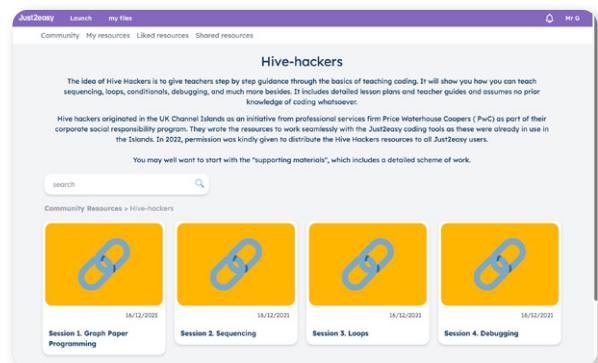 Just2easy Launch my files Mr G
Community My resources Liked resources Shared resources
Hive-hackers
The idea of Hive Hackers is to give teachers step by step guidance through the basics of teaching coding. It will show you how you can teach
sequencing, loops, conditionals, debugging, and much more besides. It includes detailed lesson plans and teacher guides and assumes no prior
knowledge of coding whatsoever.
Hive hackers originated in the UK Channel Islands as an initiative from professional services firm Price Waterhouse Coopers ( PwC) as part of their
corporate social responsibility program. They wrote the resources to work seamlessly with the Just2easy coding tools as these were already in use in
the Islands. In 2022, permission was kindly given to distribute the Hive Hackers resources to all Just2easy users.
You may well want to start with the "supporting materials", which includes a detailed scheme of work.
search
Community Resources > Hive-hackers
16/12/2021 16/12/2021 16/12/2021 16/12/2021
Session 1. Graph Paper Session 2. Sequencing Session 3. Loops Session 4. Debugging
Programming